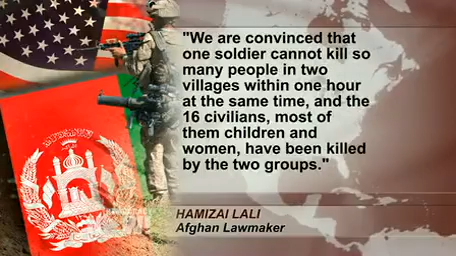 "We are convinced that
one soldier cannot kill so
many people in two
villages within one hour
at the same time, and the
16 civilians, most of
them children and
women, have been killed
by the two groups."
HAMIZAI LALI
Afghan Lawmaker